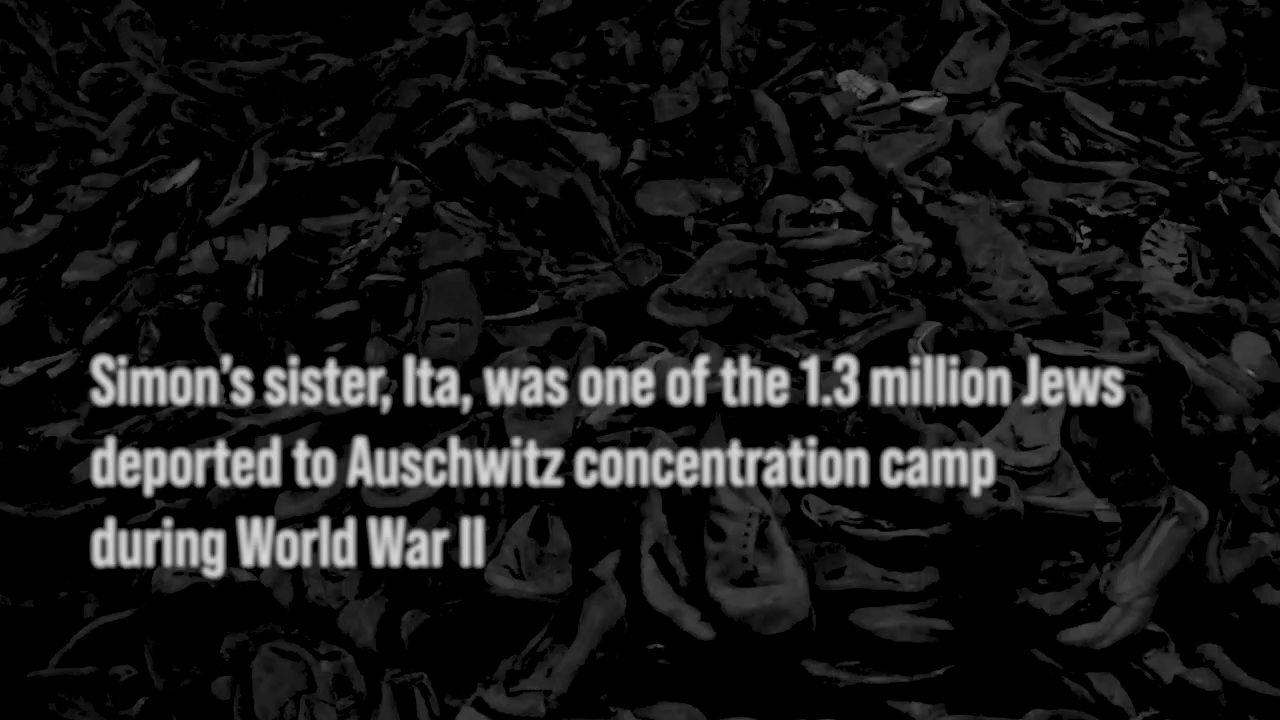 Simon’s sister, Ita, was one of the 1.3 million Jews
deported to Auschwitz concentration camp
during World War II